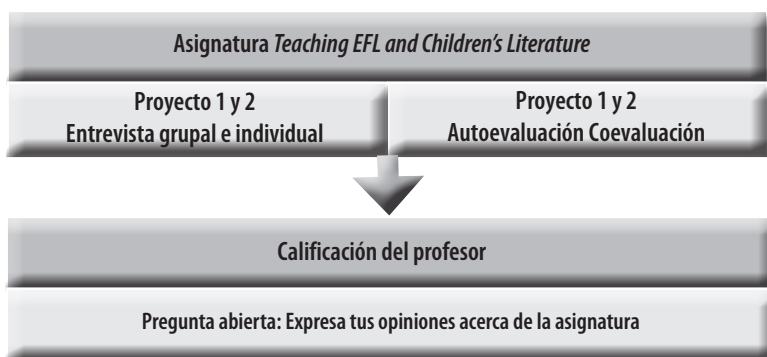 Asignatura Teaching EFL and Children's Literature
Proyecto 1 y 2
Entrevista grupal e individual
Proyecto 1 y 2
Autoevaluación Coevaluación
Calificación del profesor
Pregunta abierta: Expresa tus opiniones acerca de la asignatura